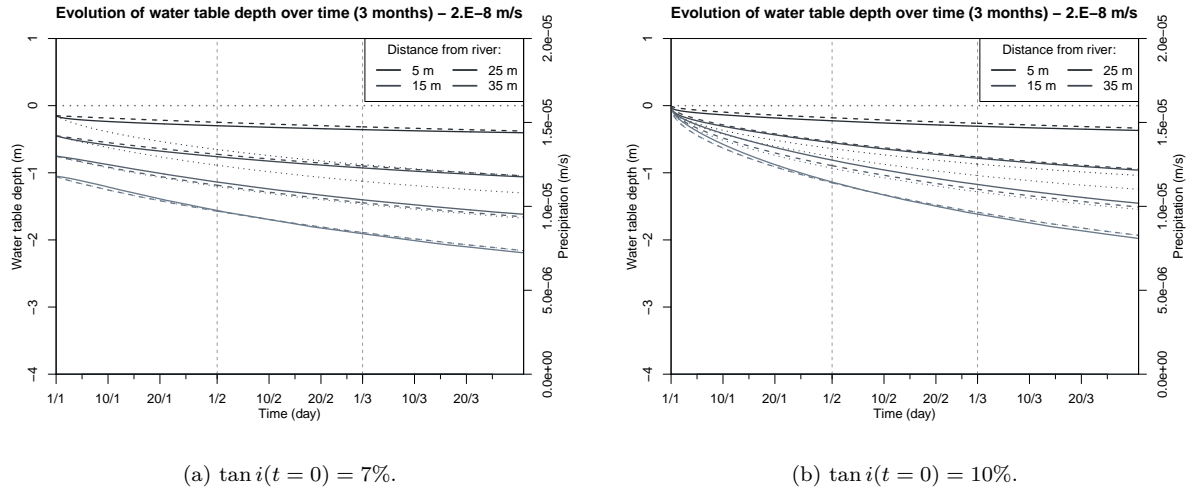 Evolution of water table depth over time (3 months) – 2.E−8 m/s
Distance from river:
5 m 25 m
15 m 35 m
Water table depth (m)
1
0
−1
−2
−3
−4
Precipitation (m/s)
2.0e−05
1.5e−05
1.0e−05
5.0e−06
0.0e+00
1/1 10/1 20/1 1/2 10/2 20/2 1/3 10/3 20/3
Time (day)
(a) tan i(t = 0) = 7%.
Evolution of water table depth over time (3 months) – 2.E−8 m/s
Distance from river:
5 m 25 m
15 m 35 m
Water table depth (m)
1
0
−1
−2
−3
−4
Precipitation (m/s)
2.0e−05
1.5e−05
1.0e−05
5.0e−06
0.0e+00
1/1 10/1 20/1 1/2 10/2 20/2 1/3 10/3 20/3
Time (day)
(b) tan i(t = 0) = 10%.